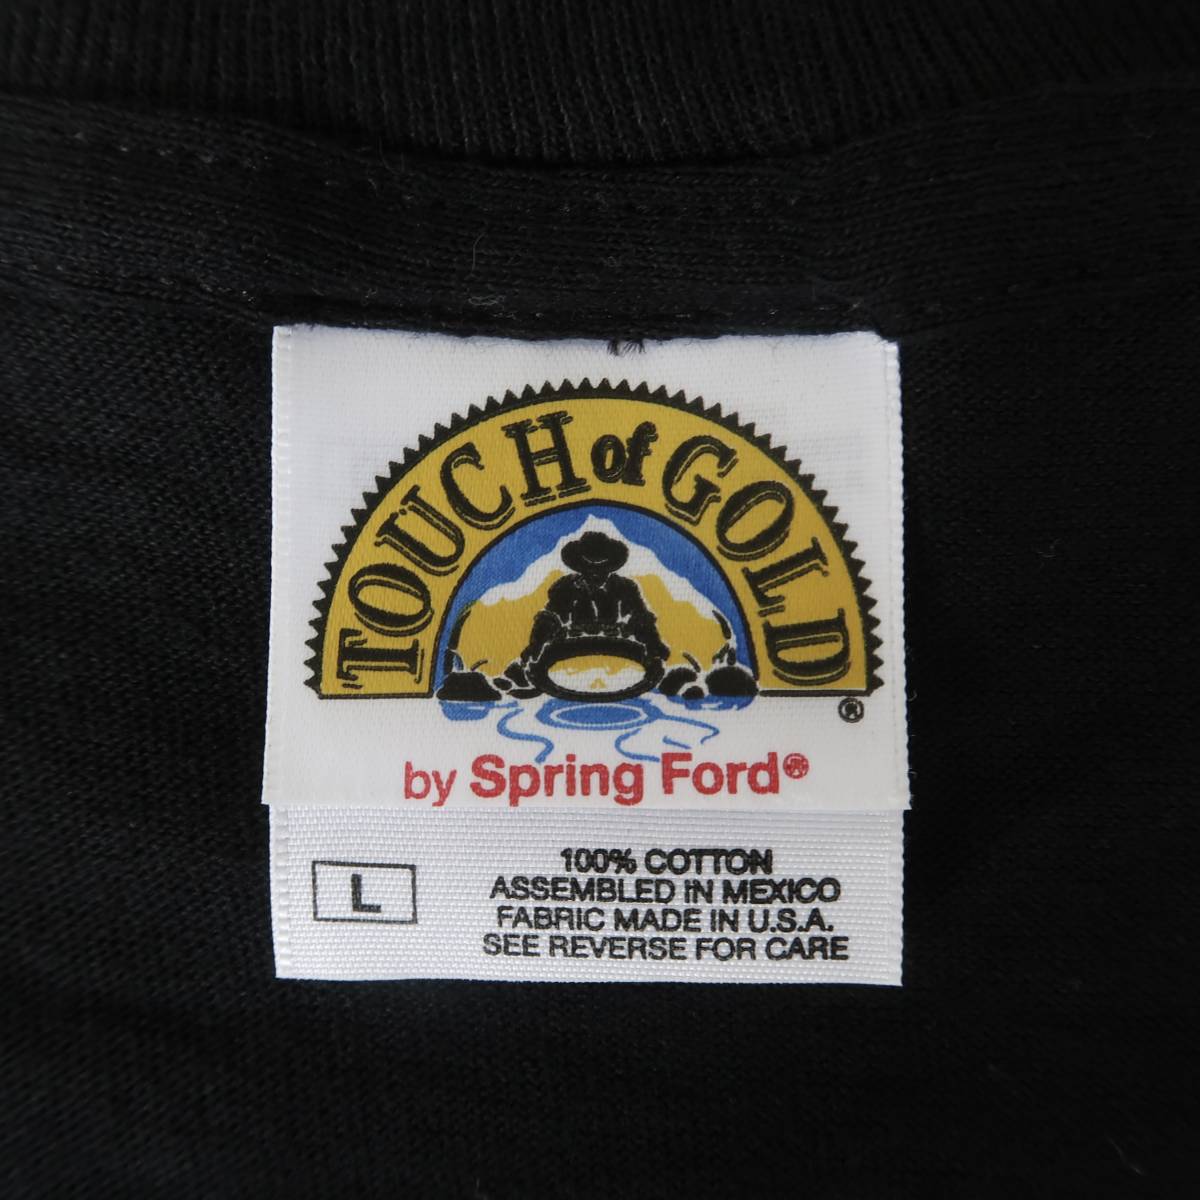 TOUCH of GOLD®
by Spring Ford®
L
100% COTTON
ASSEMBLED IN MEXICO
FABRIC MADE IN U.S.A.
SEE REVERSE FOR CARE